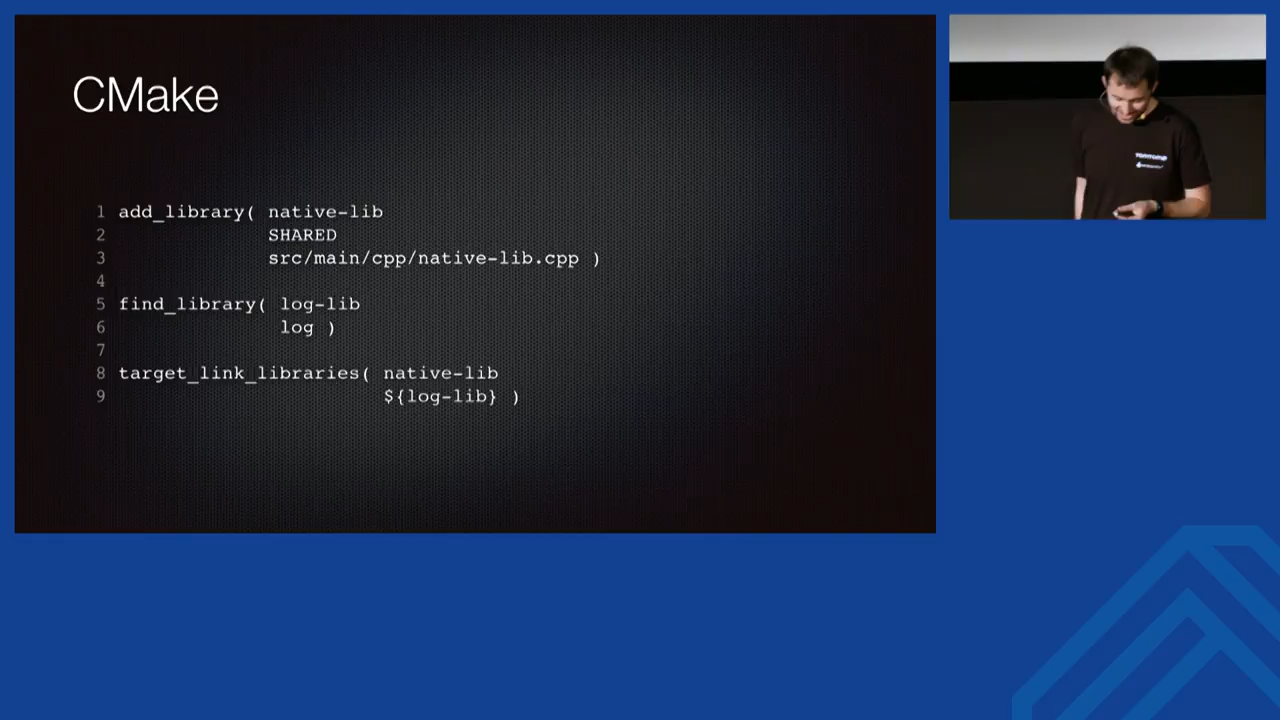 CMake
1 add_library( native-lib
2 SHARED
3 src/main/cpp/native-lib.cpp )
4
5 find_library( log-lib
6 log )
7
8 target_link_libraries( native-lib
9 ${log-lib} )